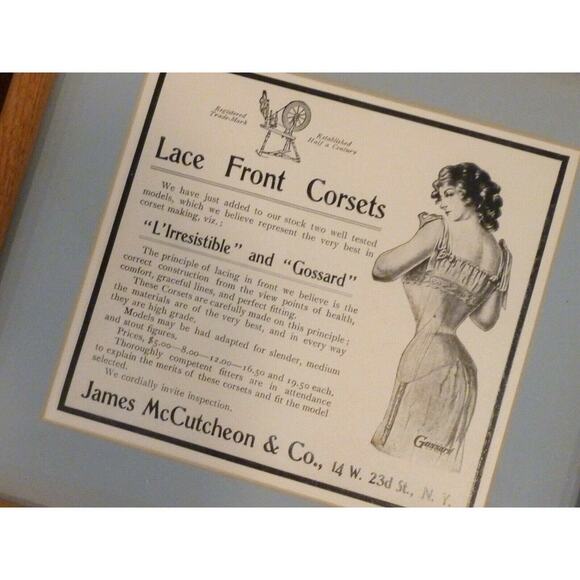 Registered
Trade-Mark
Established
Half a Century
Lace Front Corsets
We have just added to our stock two well tested
models, which we believe represent the very best in
corset making, viz.:
"L'Irresistible" and "Gossard"
The principle of lacing in front we believe is the
correct construction from the view points of health,
comfort, graceful lines, and perfect fitting.
These Corsets are carefully made on this principle;
the materials are of the very best, and in every way
they are high grade.
Models may be had adapted for slender, medium
and stout figures.
Prices, $5.00—8.00—12.00—16.50 and 19.50 each.
Thoroughly competent fitters are in attendance
to explain the merits of these corsets and fit the model
selected.
We cordially invite inspection.
James McCutcheon & Co., 14 W. 23d St., N. Y.
Gossard